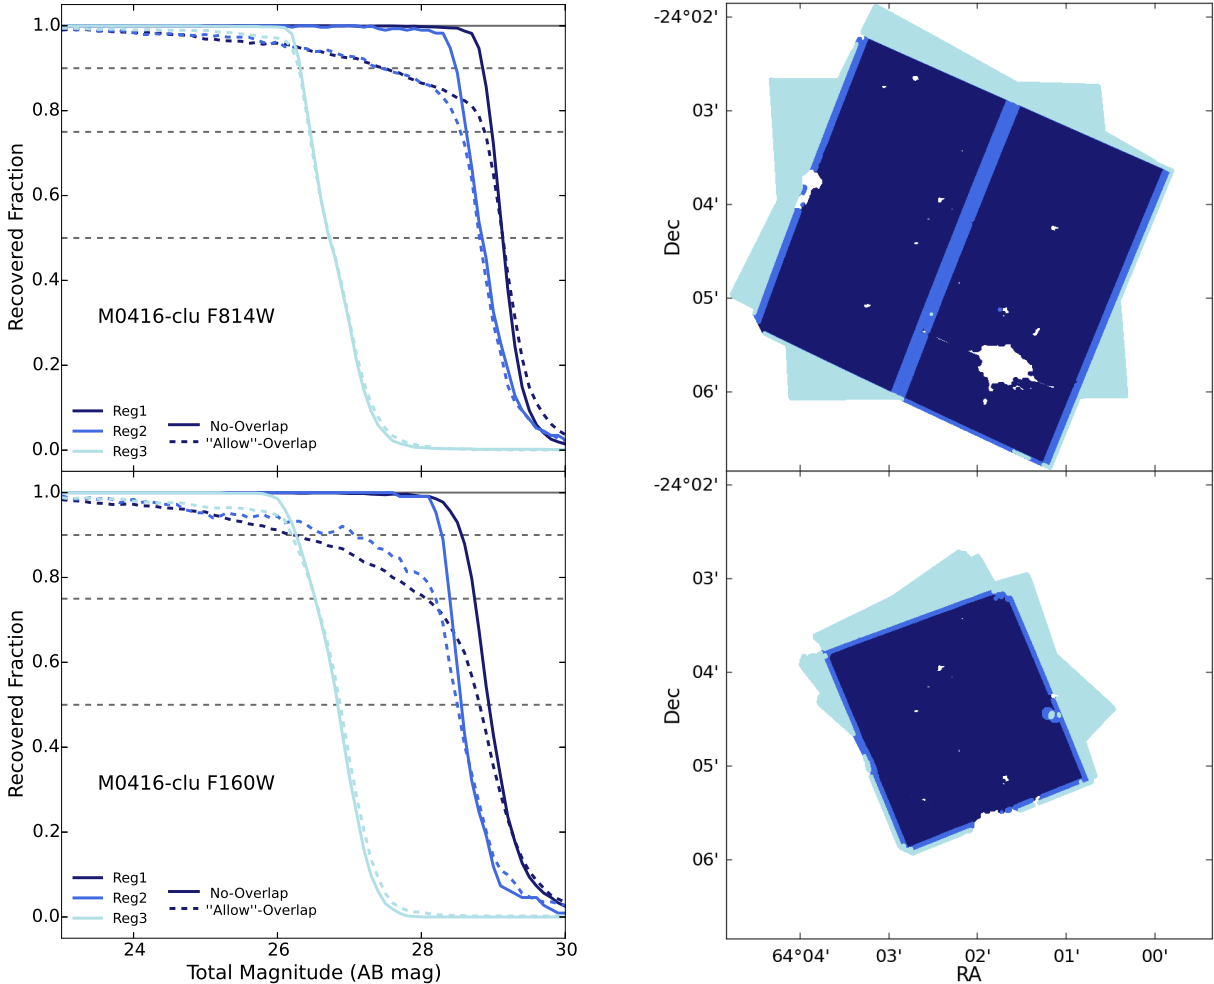 1.0
0.8
0.6
0.4
0.2
0.0
Recovered Fraction
M0416-clu F814W
Reg1
Reg2
Reg3
No-Overlap
"Allow"-Overlap
-24°02'
03'
04'
05'
06'
Dec
1.0
0.8
0.6
0.4
0.2
0.0
Recovered Fraction
M0416-clu F160W
Reg1
Reg2
Reg3
No-Overlap
"Allow"-Overlap
24
26
28
30
Total Magnitude (AB mag)
-24°02'
03'
04'
05'
06'
Dec
64°04'
03'
02'
01'
00'
RA